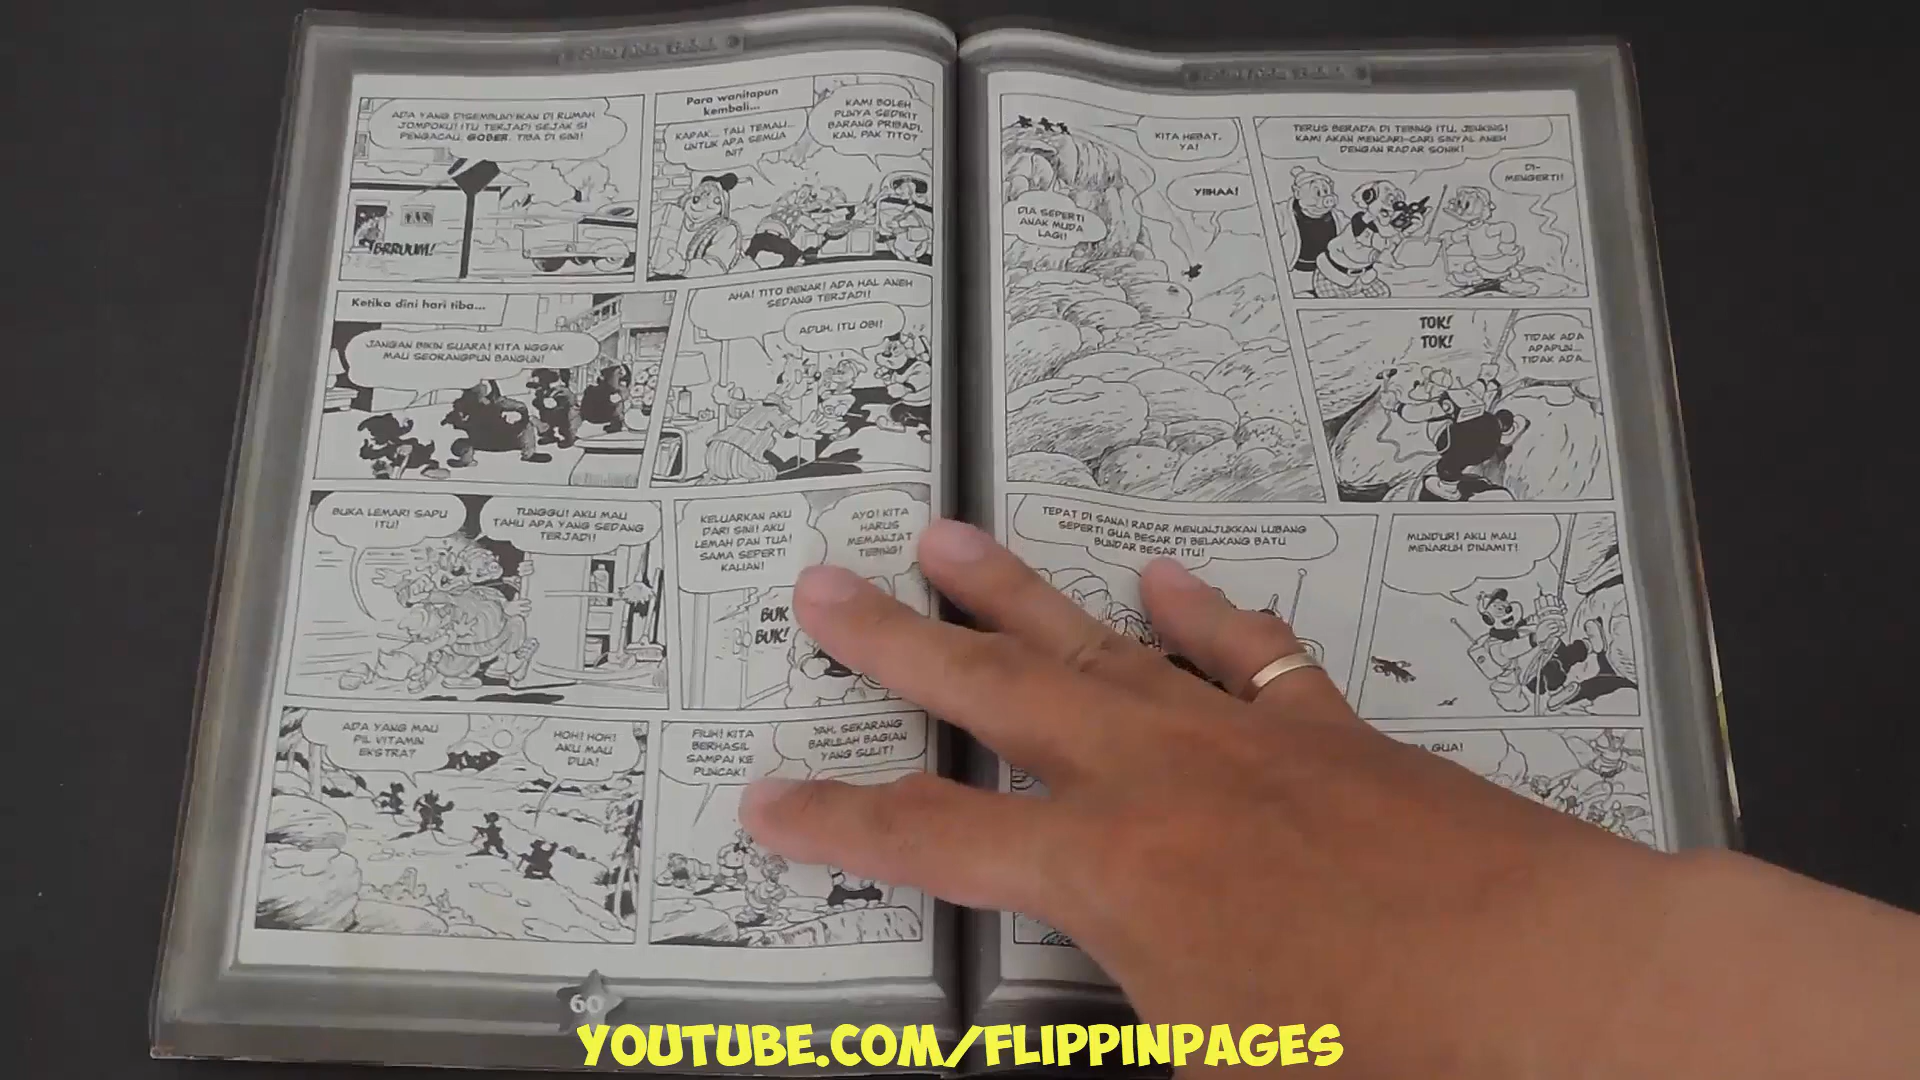 ADA YANG DISEMBUNYIKAN DI RUMAH
JOMPOKU! ITU TERJADI SEJAK SI
PENGACAU, GOBER, TIBA DI SINI!
BRRUUM!
Para wanitapun
kembali...
KAPAK... TALI TEMALI...
UNTUK APA SEMUA
INI?
KAMI BOLEH
PUNYA SEDIKIT
BARANG PRIBADI,
KAN, PAK TITO?
Ketika dini hari tiba...
JANGAN BIKIN SUARA! KITA NGGAK
MAU SEORANGPUN BANGUN!
AHA! TITO BENAR! ADA HAL ANEH
SEDANG TERJADI!
ADUH, ITU OBI!
BUKA LEMARI SAPU
ITU!
TUNGGU! AKU MAU
TAHU APA YANG SEDANG
TERJADI!
KELUARKAN AKU
DARI SINI! AKU
LEMAH DAN TUA!
SAMA SEPERTI
KALIAN!
AYO! KITA
HARUS
MEMANJAT
TEBING!
BUK
BUK!
ADA YANG MAU
PIL VITAMIN
EKSTRA?
HOH! HOH!
AKU MAU
DUA!
FIUH! KITA
BERHASIL
SAMPAI KE
PUNCAK!
YAH, SEKARANG
BARULAH BAGIAN
YANG SULIT!
60
KITA HEBAT,
YA!
YIIHAA!
DIA SEPERTI
ANAK MUDA
LAGI!
TERUS BERADA DI TEBING ITU, JENKINS!
KAMI AKAN MENCARI-CARI SINYAL ANEH
DENGAN RADAR SONIK!
DI-
MENGERTI!
TOK!
TOK!
TIDAK ADA
APAPUN...
TIDAK ADA...
TEPAT DI SANA! RADAR MENUNJUKKAN LUBANG
SEPERTI GUA BESAR DI BELAKANG BATU
BUNDAR BESAR ITU!
MUNDUR! AKU MAU
MENARUH DINAMIT!
GUA!
YOUTUBE.COM/FLIPPINPAGES